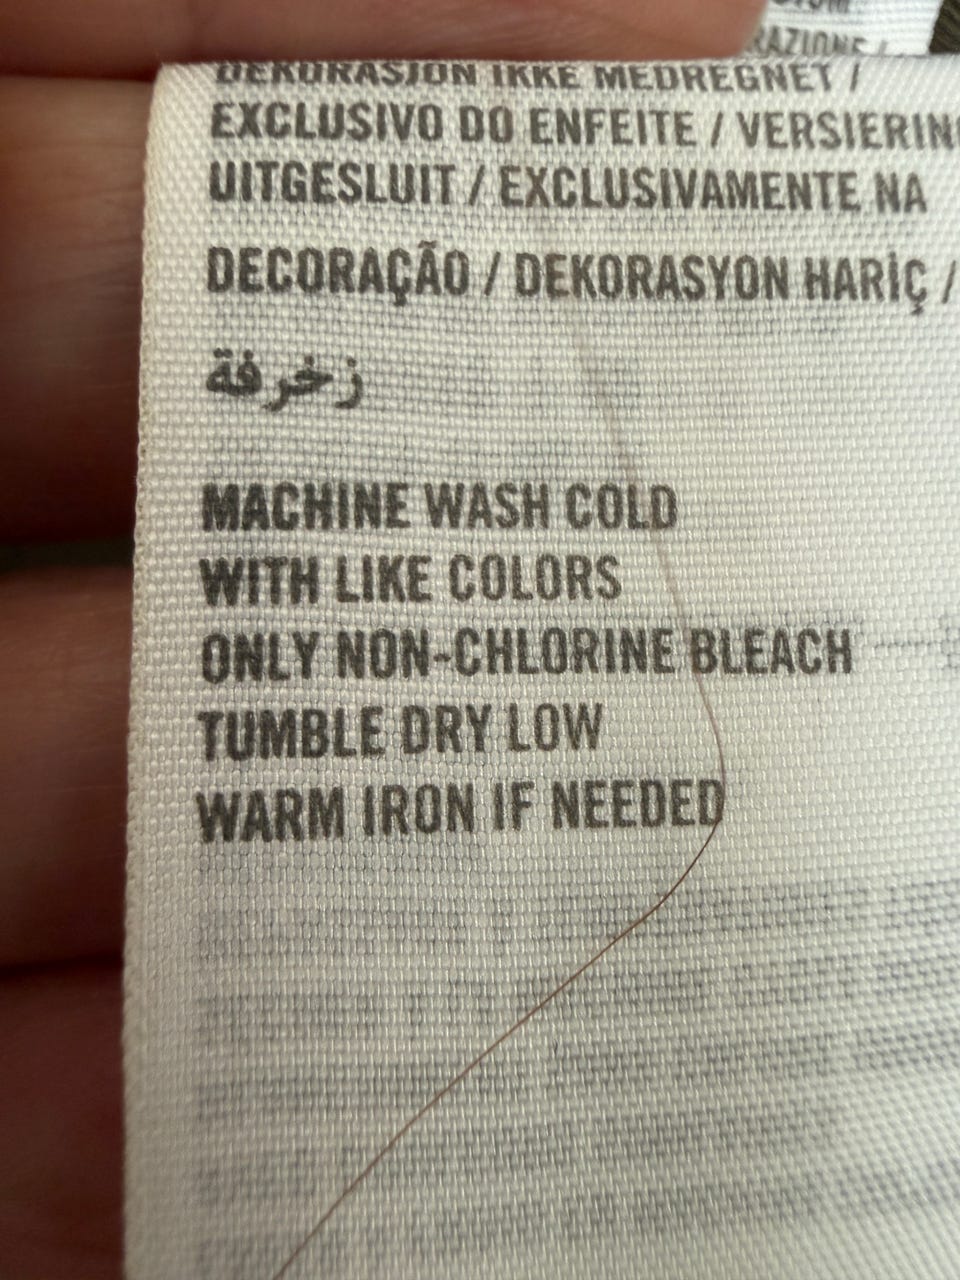 RAZIONE /
DEKORASJON IKKE MEDREGNET /
EXCLUSIVO DO ENFEITE / VERSIERING
UITGESLUIT / EXCLUSIVAMENTE NA
DECORAÇÃO / DEKORASYON HARİÇ /
زخرفة
MACHINE WASH COLD
WITH LIKE COLORS
ONLY NON-CHLORINE BLEACH
TUMBLE DRY LOW
WARM IRON IF NEEDED